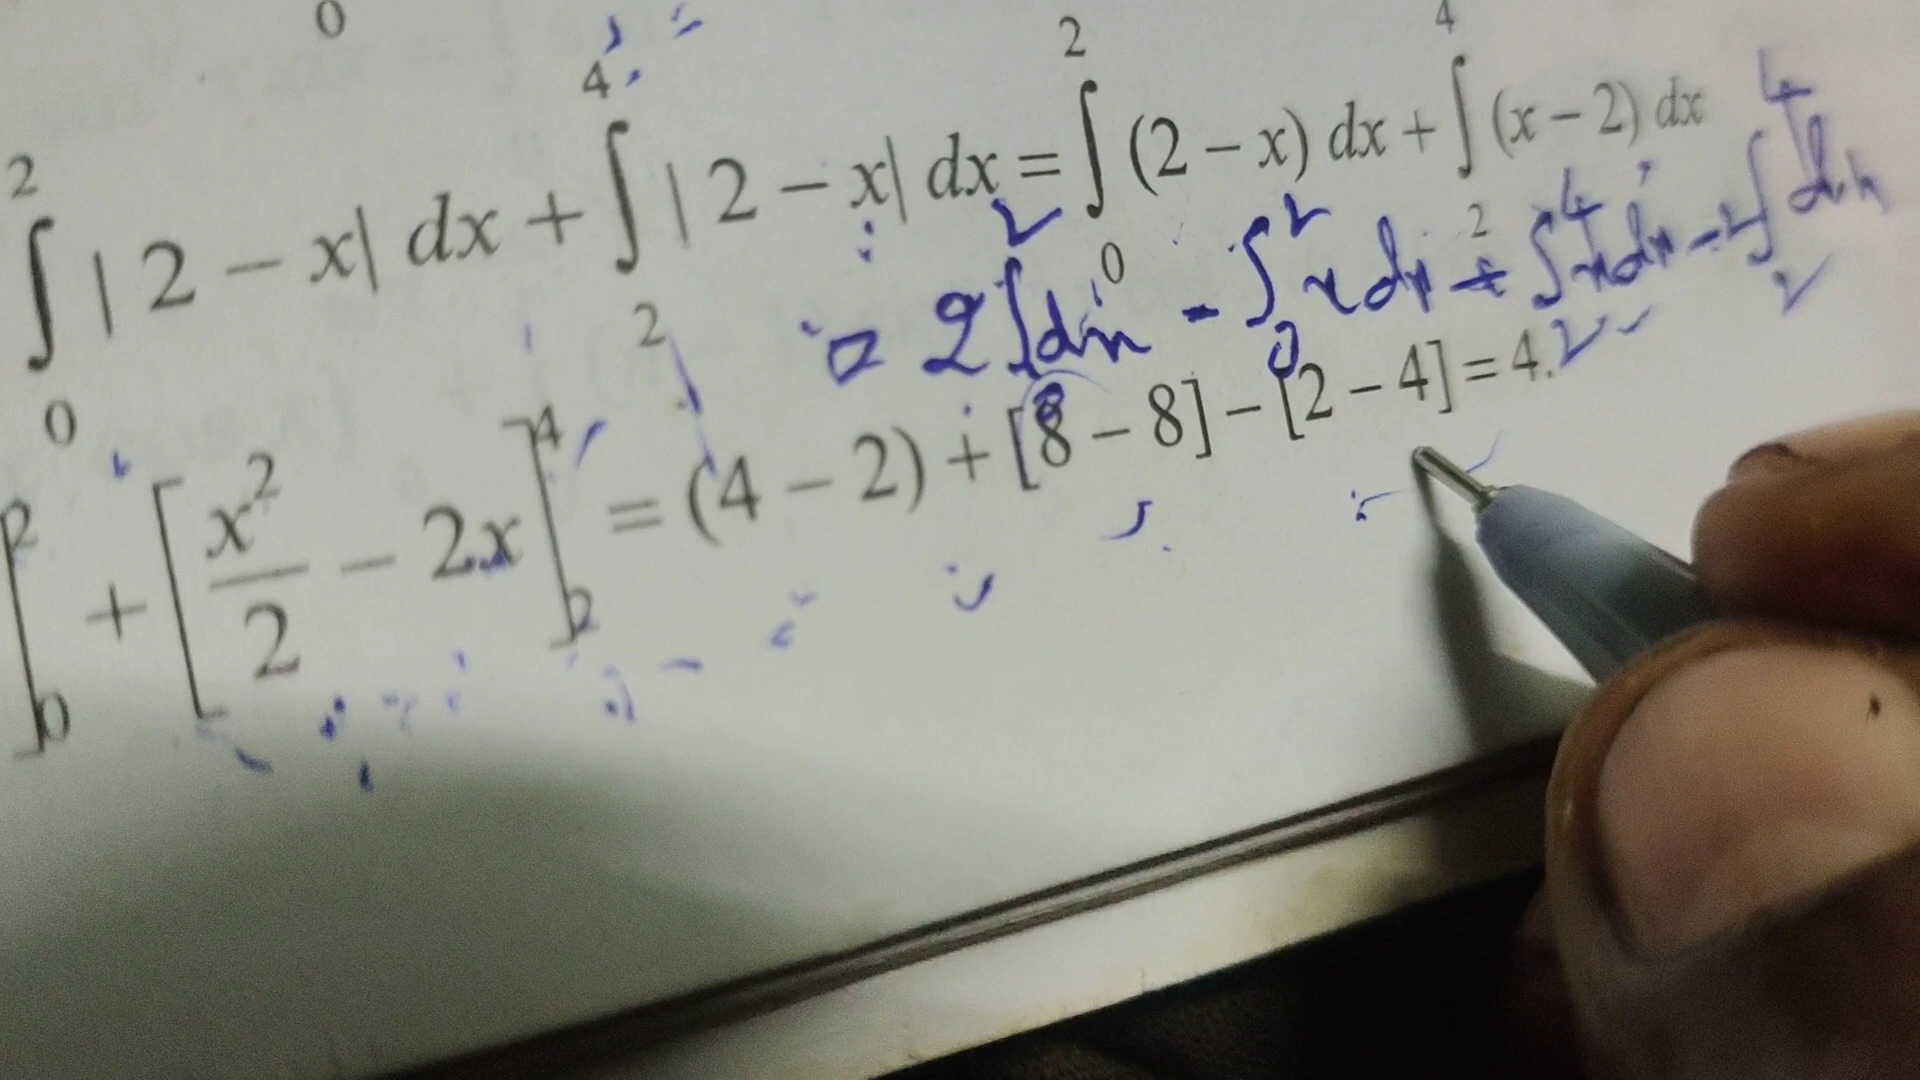 0
∫₀² |2 − x| dx + ∫₂⁴ |2 − x| dx = ∫₀² (2 − x) dx + ∫₂⁴ (x − 2) dx
= 2∫₀² dx − ∫₀² x dx + ∫₂⁴ x dx − 2∫₂⁴ dx
]₀² + [x²/2 − 2x]₂⁴ = (4 − 2) + [8 − 8] − [2 − 4] = 4.